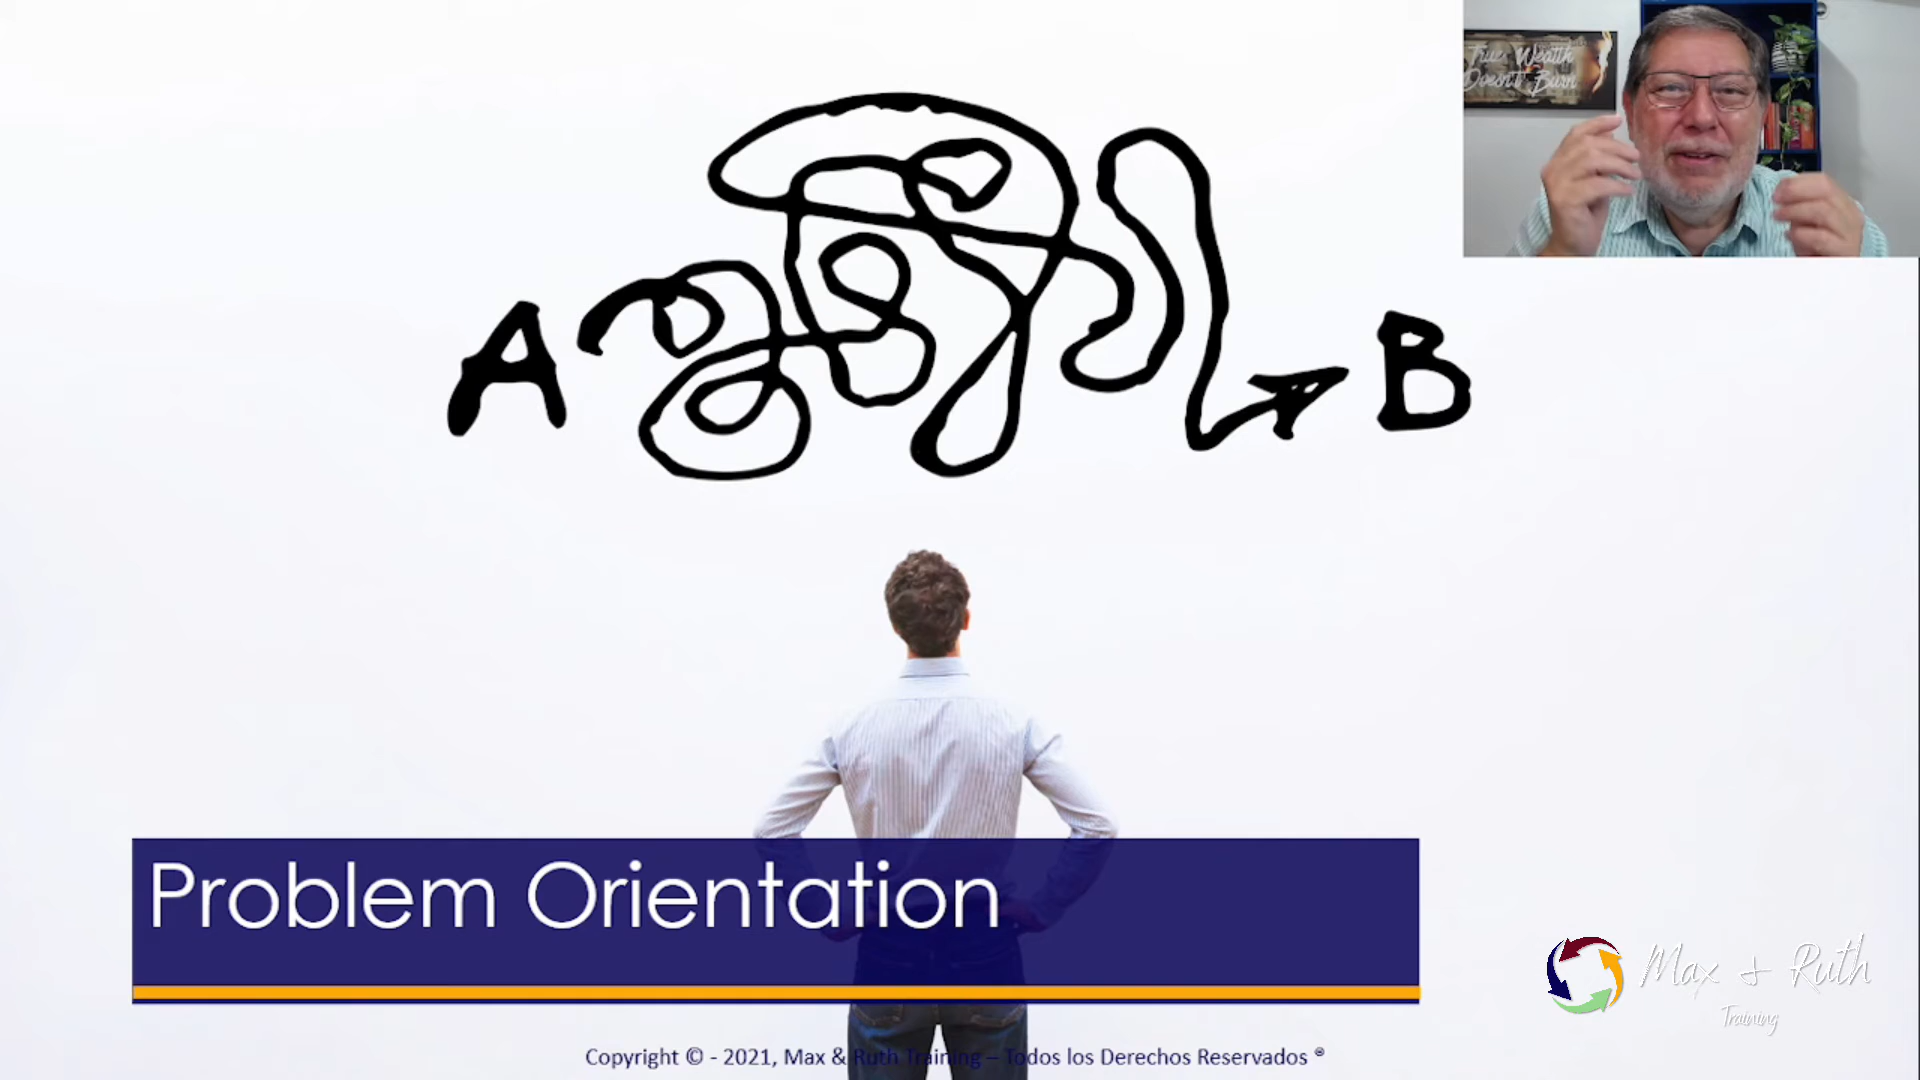 True Wealth
Doesn't Burn
A
B
Problem Orientation
Max & Ruth
Training
Copyright © - 2021, Max & Ruth Training – Todos los Derechos Reservados ®